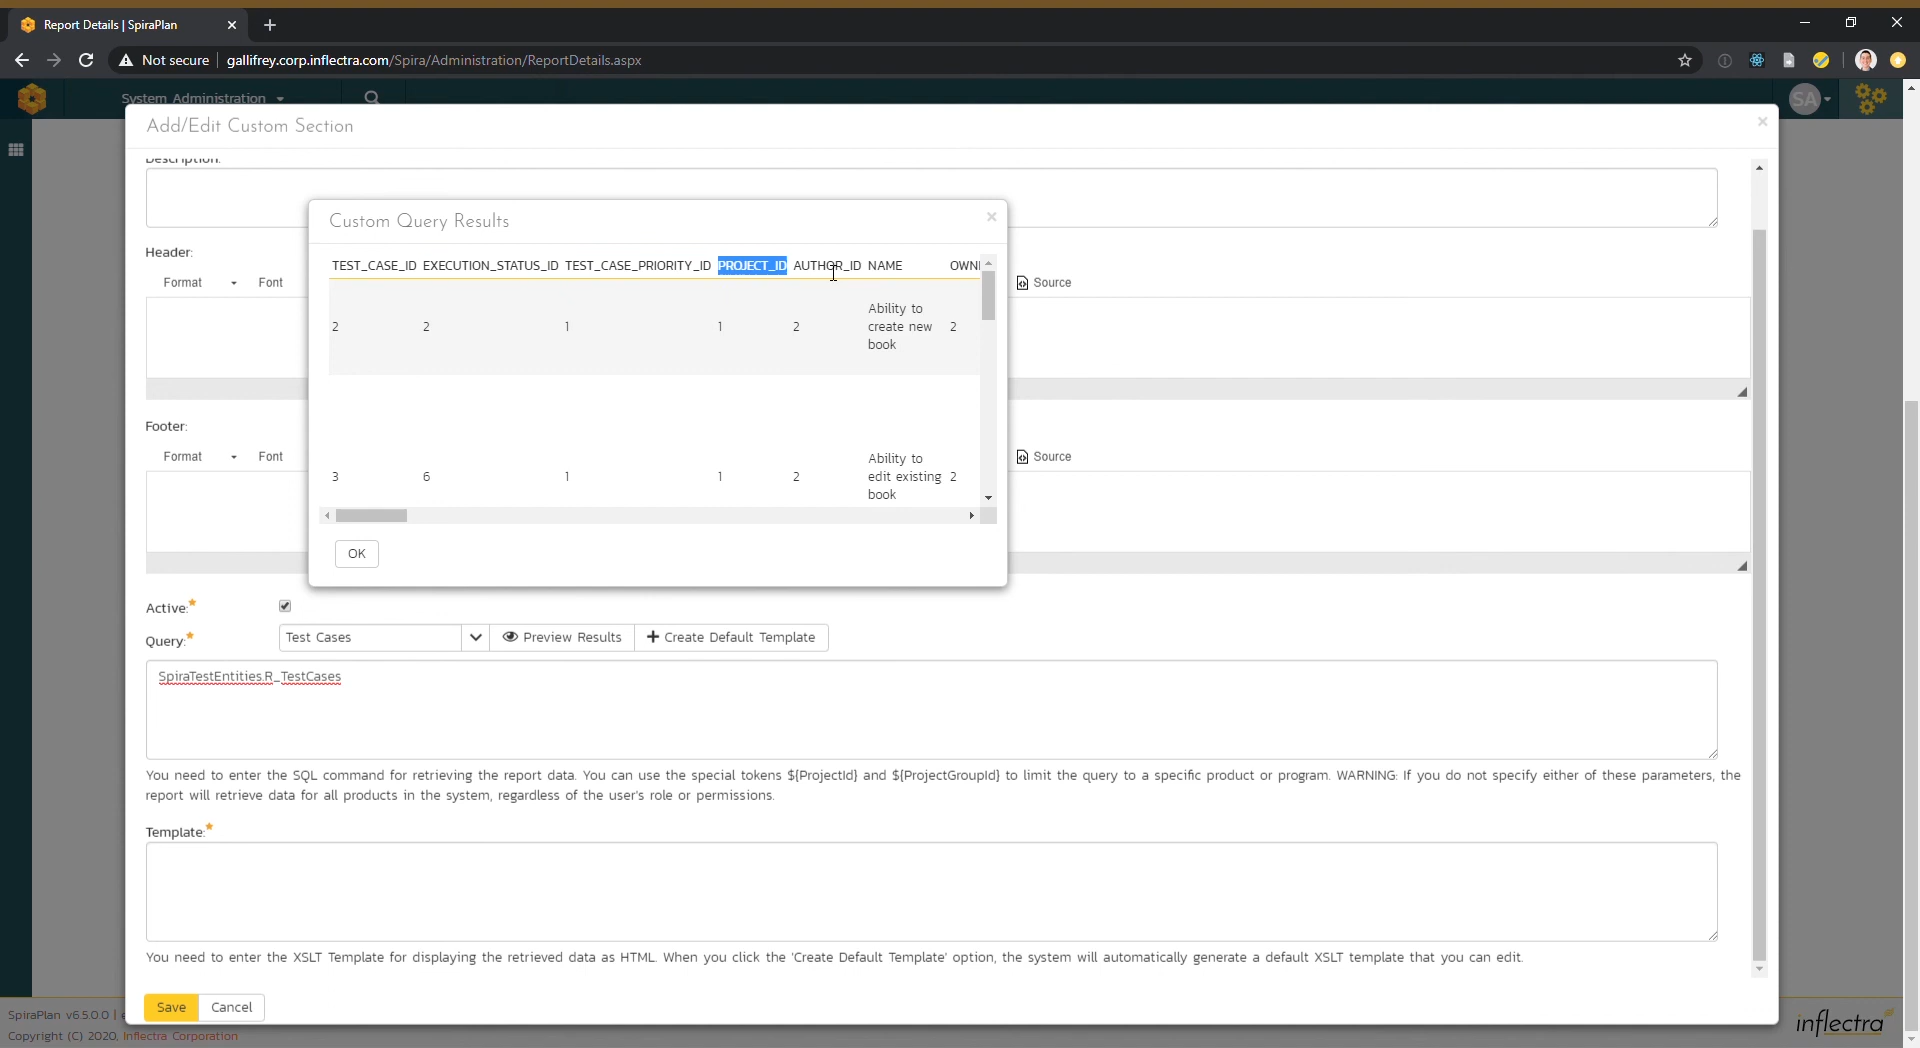 Report Details | SpiraPlan
Not secure gallifrey.corp.inflectra.com/Spira/Administration/ReportDetails.aspx
System Administration
SA
Add/Edit Custom Section
Description:
Custom Query Results
Header:
TEST_CASE_ID EXECUTION_STATUS_ID TEST_CASE_PRIORITY_ID PROJECT_ID AUTHOR_ID NAME
Format Font
Source
2 2 1 1 2 Ability to create new book 2
Footer:
Format Font
Source
3 6 1 1 2 Ability to edit existing book 2
OK
Active:*
Query:* Test Cases Preview Results + Create Default Template
SpiraTestEntities.R_TestCases
You need to enter the SQL command for retrieving the report data. You can use the special tokens ${ProjectId} and ${ProjectGroupId} to limit the query to a specific product or program. WARNING: If you do not specify either of these parameters, the
report will retrieve data for all products in the system, regardless of the user's role or permissions.
Template:*
You need to enter the XSLT Template for displaying the retrieved data as HTML. When you click the 'Create Default Template' option, the system will automatically generate a default XSLT template that you can edit.
Save Cancel
SpiraPlan v6.5.0.0 |
Copyright (C) 2020, Inflectra Corporation
inflectra